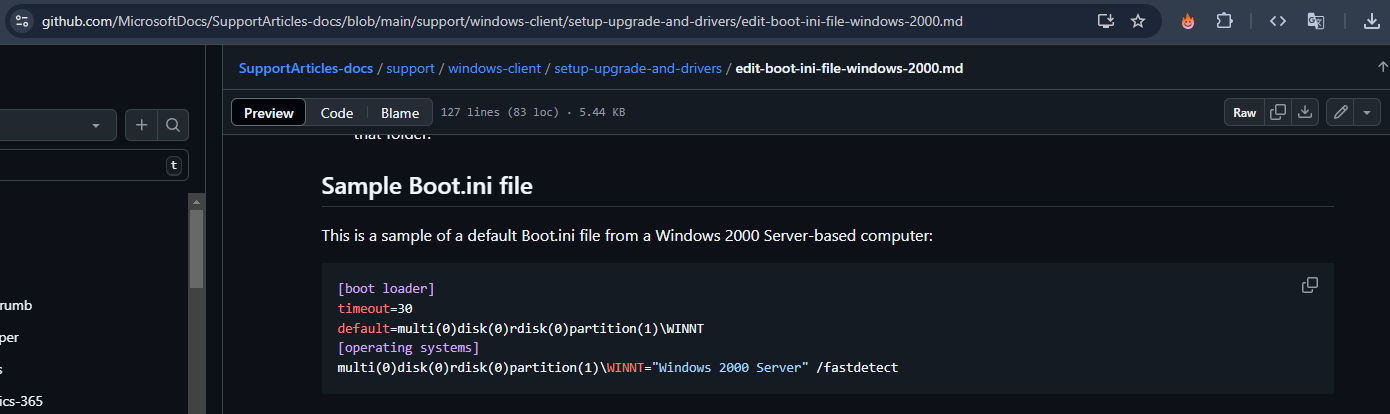 github.com/MicrosoftDocs/SupportArticles-docs/blob/main/support/windows-client/setup-upgrade-and-drivers/edit-boot-ini-file-windows-2000.md
SupportArticles-docs / support / windows-client / setup-upgrade-and-drivers / edit-boot-ini-file-windows-2000.md
Preview Code Blame 127 lines (83 loc) · 5.44 KB Raw
that folder.
t
Sample Boot.ini file
This is a sample of a default Boot.ini file from a Windows 2000 Server-based computer:
[boot loader]
timeout=30
default=multi(0)disk(0)rdisk(0)partition(1)\WINNT
[operating systems]
multi(0)disk(0)rdisk(0)partition(1)\WINNT="Windows 2000 Server" /fastdetect
rumb
per
s
ics-365